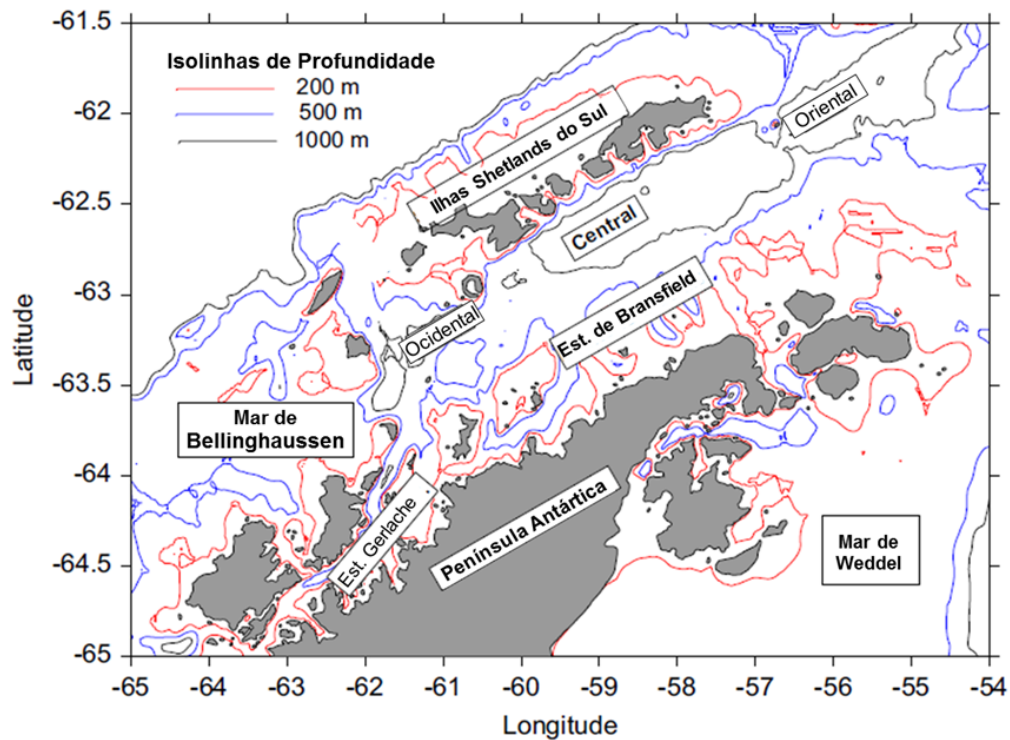 Isolinhas de Profundidade
200 m
500 m
1000 m
Ilhas Shetlands do Sul
Oriental
Central
Ocidental
Est. de Bransfield
Mar de
Bellinghaussen
Est. Gerlache
Península Antártica
Mar de
Weddel
Latitude
-61.5
-62
-62.5
-63
-63.5
-64
-64.5
-65
-65
-64
-63
-62
-61
-60
-59
-58
-57
-56
-55
-54
Longitude